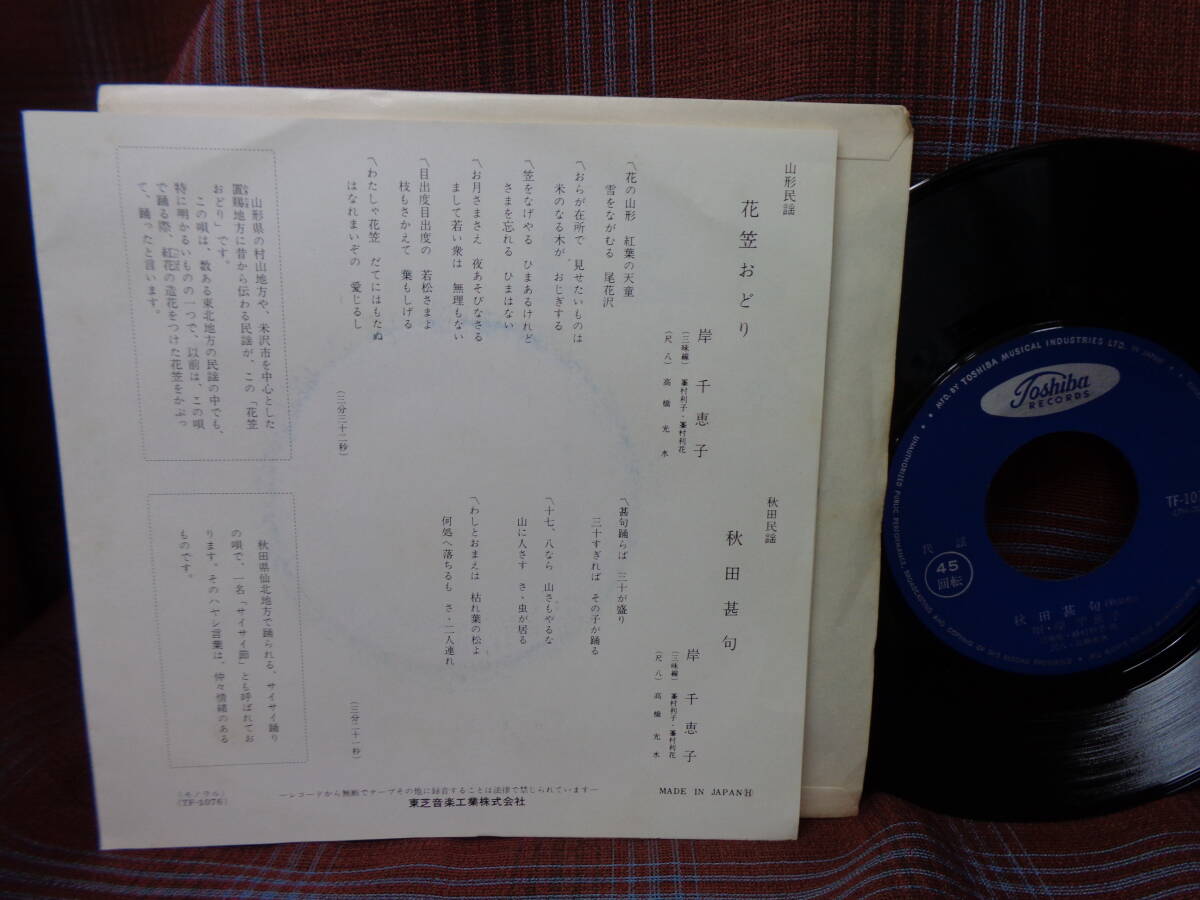 山形民謡
花笠おどり
岸千恵子
(三味線) 峯村利子・峯村利花
(尺八) 高橋光水
〽花の山形 紅葉の天童
雪をながむる 尾花沢
〽おらが在所で 見せたいものは
米のなる木が おじぎする
〽笠をなげやる ひまあるけれど
さまを忘れる ひまはない
〽お月さまさえ 夜あそびなさる
まして若い衆は 無理もない
〽目出度目出度の 若松さまよ
枝もさかえて 葉もしげる
〽わたしゃ花笠 だてにはもたぬ
はなれまいぞの 愛じるし
(三分三十二秒)
山形県の村山地方や、米沢市を中心とした
置賜地方に昔から伝わる民謡が、この「花笠
おどり」です。
この唄は、数ある東北地方の民謡の中でも、
特に明かるいものの一つで、以前は、この唄
で踊る際、紅花の造花をつけた花笠をかぶっ
て、踊ったと言います。
秋田民謡
秋田甚句
岸千恵子
(三味線) 峯村利子・峯村利花
(尺八) 高橋光水
〽甚句踊らば 三十が盛り
三十すぎれば その子が踊る
〽十七、八なら 山さもやるな
山に人さす さ・虫が居る
〽わしとおまえは 枯れ葉の松よ
何処へ落ちるも さ・二人連れ
(三分二十一秒)
秋田県仙北地方で踊られる、サイサイ踊り
の唄で、一名「サイサイ節」とも呼ばれてお
ります。そのハヤシ言葉は、仲々情緒のある
ものです。
(モノラル)
(TF-1076)
―レコードから無断でテープその他に録音することは法律で禁じられています―
東芝音楽工業株式会社
MADE IN JAPAN Ⓗ
MFD. BY TOSHIBA MUSICAL INDUSTRIES LTD. IN JAPAN
Toshiba
RECORDS
TF-10
民謡
45
回転
秋田甚句
岸千恵子
UNAUTHORIZED PUBLIC PERFORMANCE, BROADCASTING AND COPYING OF